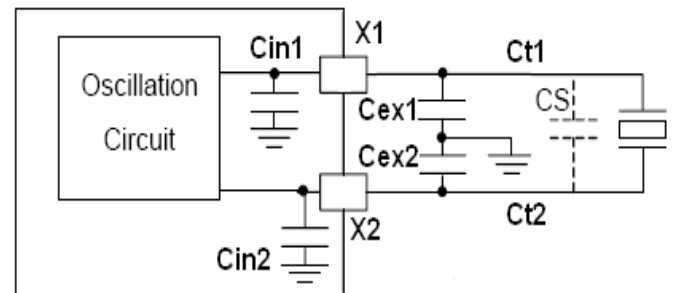 Cin1
X1
Ct1
Oscillation
Circuit
CS
Cex1
Cex2
X2
Ct2
Cin2